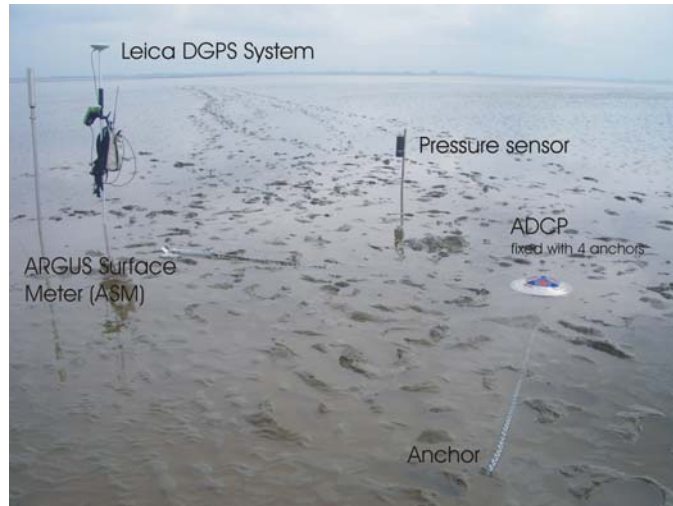 Leica DGPS System
Pressure sensor
ADCP
fixed with 4 anchors
ARGUS Surface
Meter (ASM)
Anchor